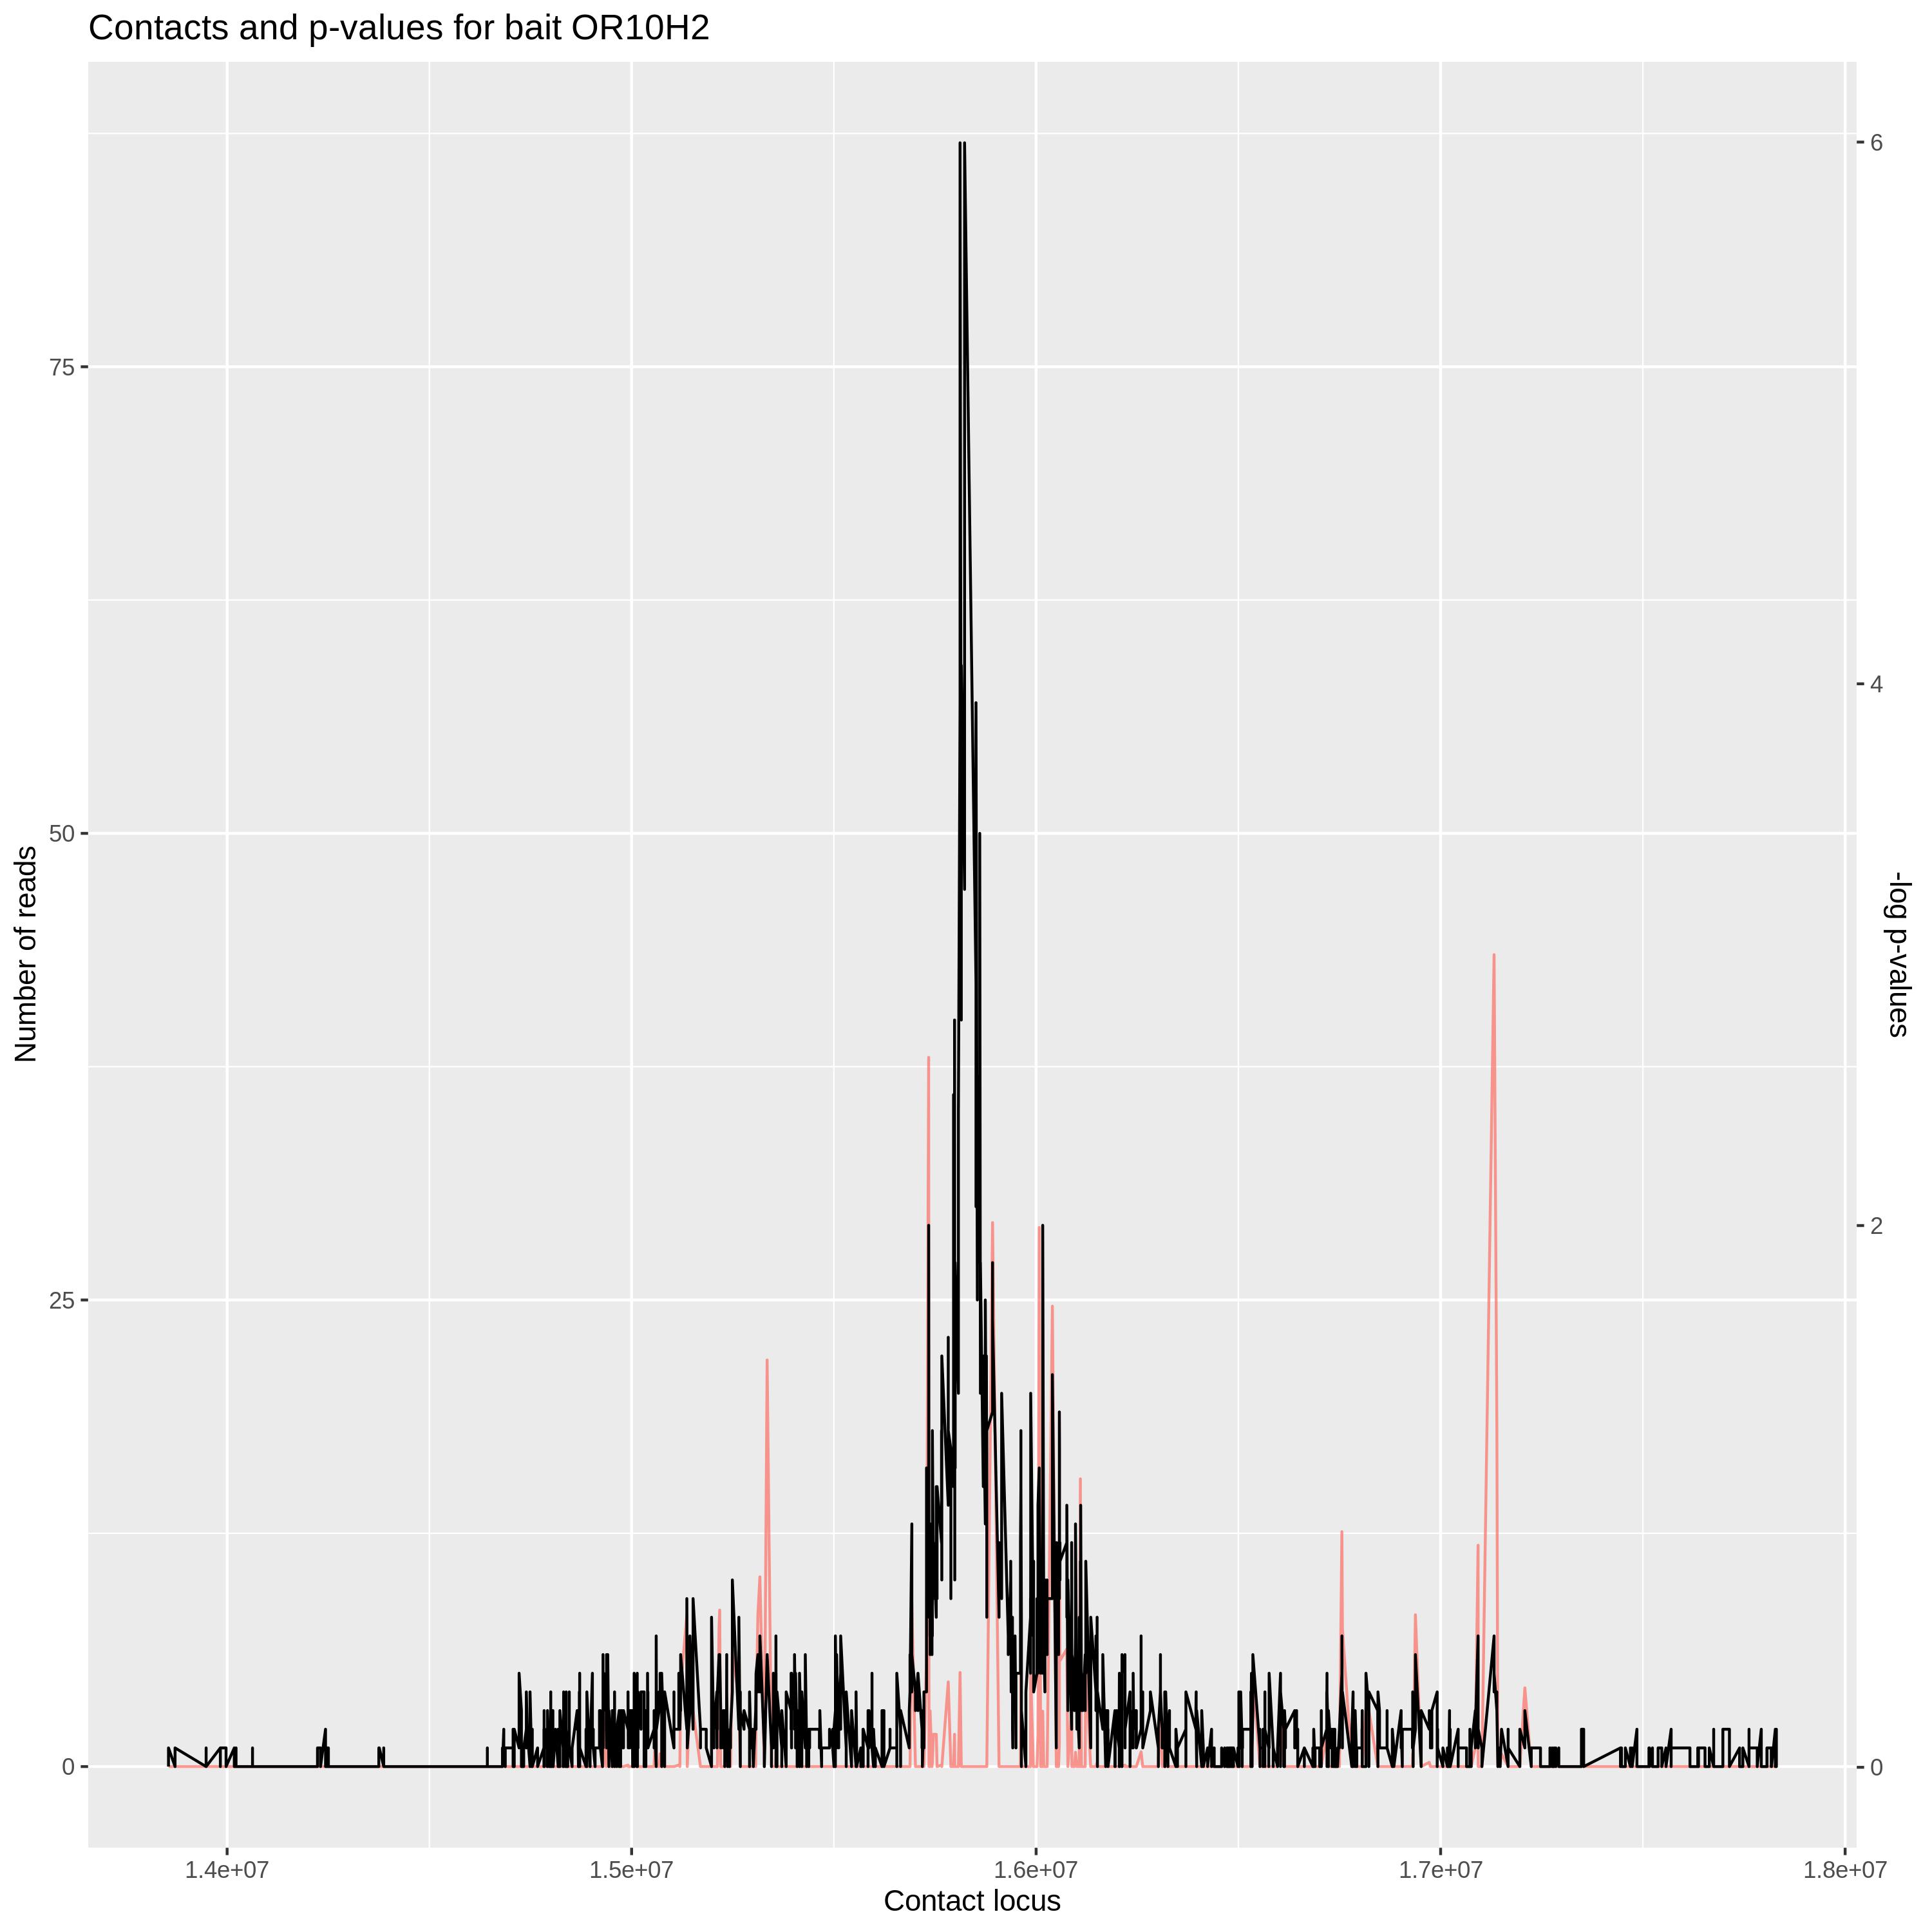 Contacts and p-values for bait OR10H2
Number of reads
75
50
25
0
6
4
2
0
-log p-values
1.4e+07
1.5e+07
1.6e+07
1.7e+07
1.8e+07
Contact locus